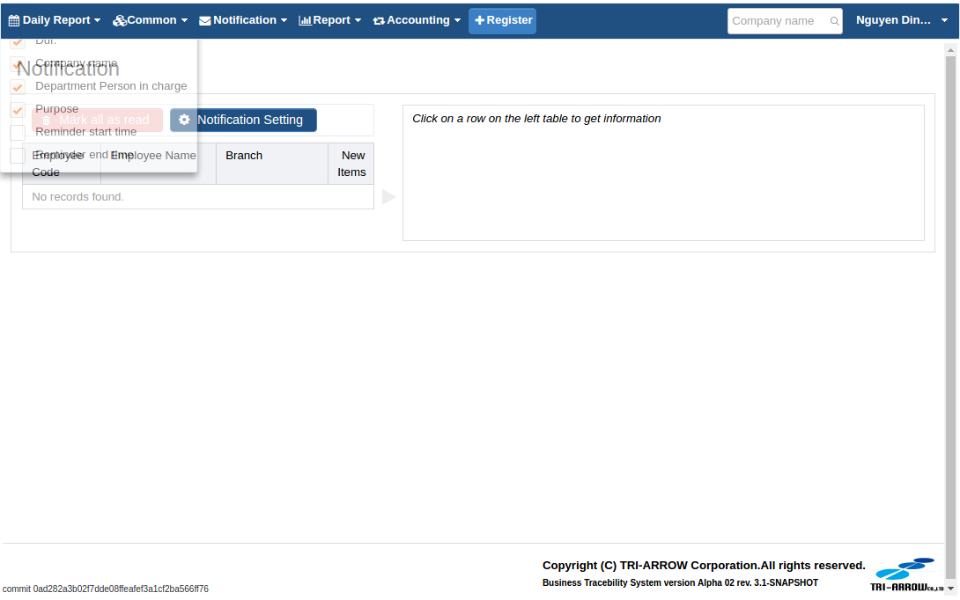 Daily Report Common Notification Report Accounting Register Company name Nguyen Din...
Dur.
Company name
Notification
Department Person in charge
Purpose
Mark all as read Notification Setting
Reminder start time
Reminder end time
Employee Code Employee Name Branch New Items
No records found.
Click on a row on the left table to get information
Copyright (C) TRI-ARROW Corporation.All rights reserved.
Business Tracebility System version Alpha 02 rev. 3.1-SNAPSHOT
TRI-ARROW CO.,LTD
commit 0ad282a3b02f7dde08ffeafef3a1cf2ba566ff76